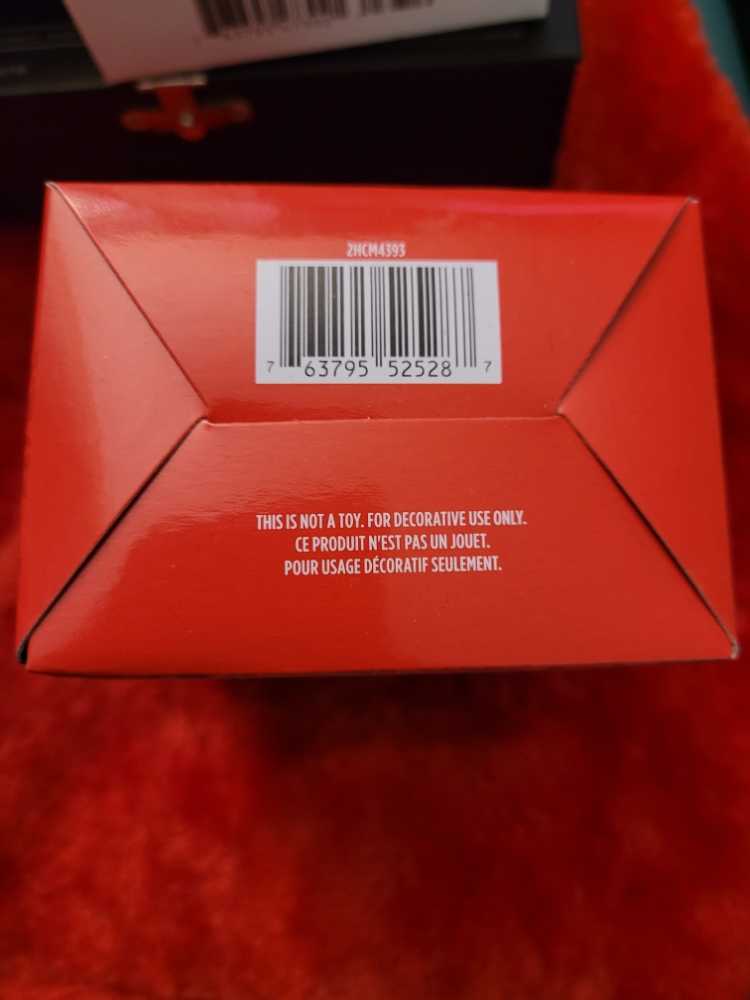 2HCM4393
7 63795 52528 7
THIS IS NOT A TOY. FOR DECORATIVE USE ONLY.
CE PRODUIT N'EST PAS UN JOUET.
POUR USAGE DÉCORATIF SEULEMENT.